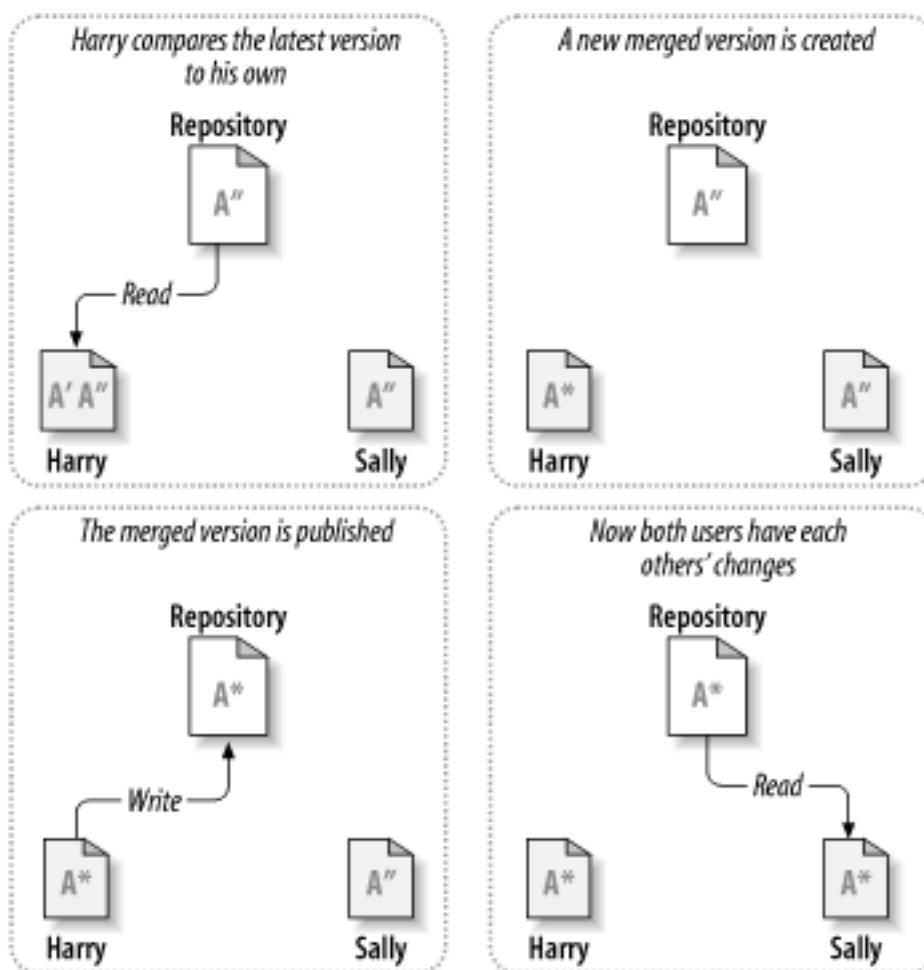 Harry compares the latest version
to his own
Repository
A″
Read
A′ A″
A″
Harry
Sally
A new merged version is created
Repository
A″
A*
A″
Harry
Sally
The merged version is published
Repository
A*
Write
A*
A″
Harry
Sally
Now both users have each
others’ changes
Repository
A*
Read
A*
A*
Harry
Sally